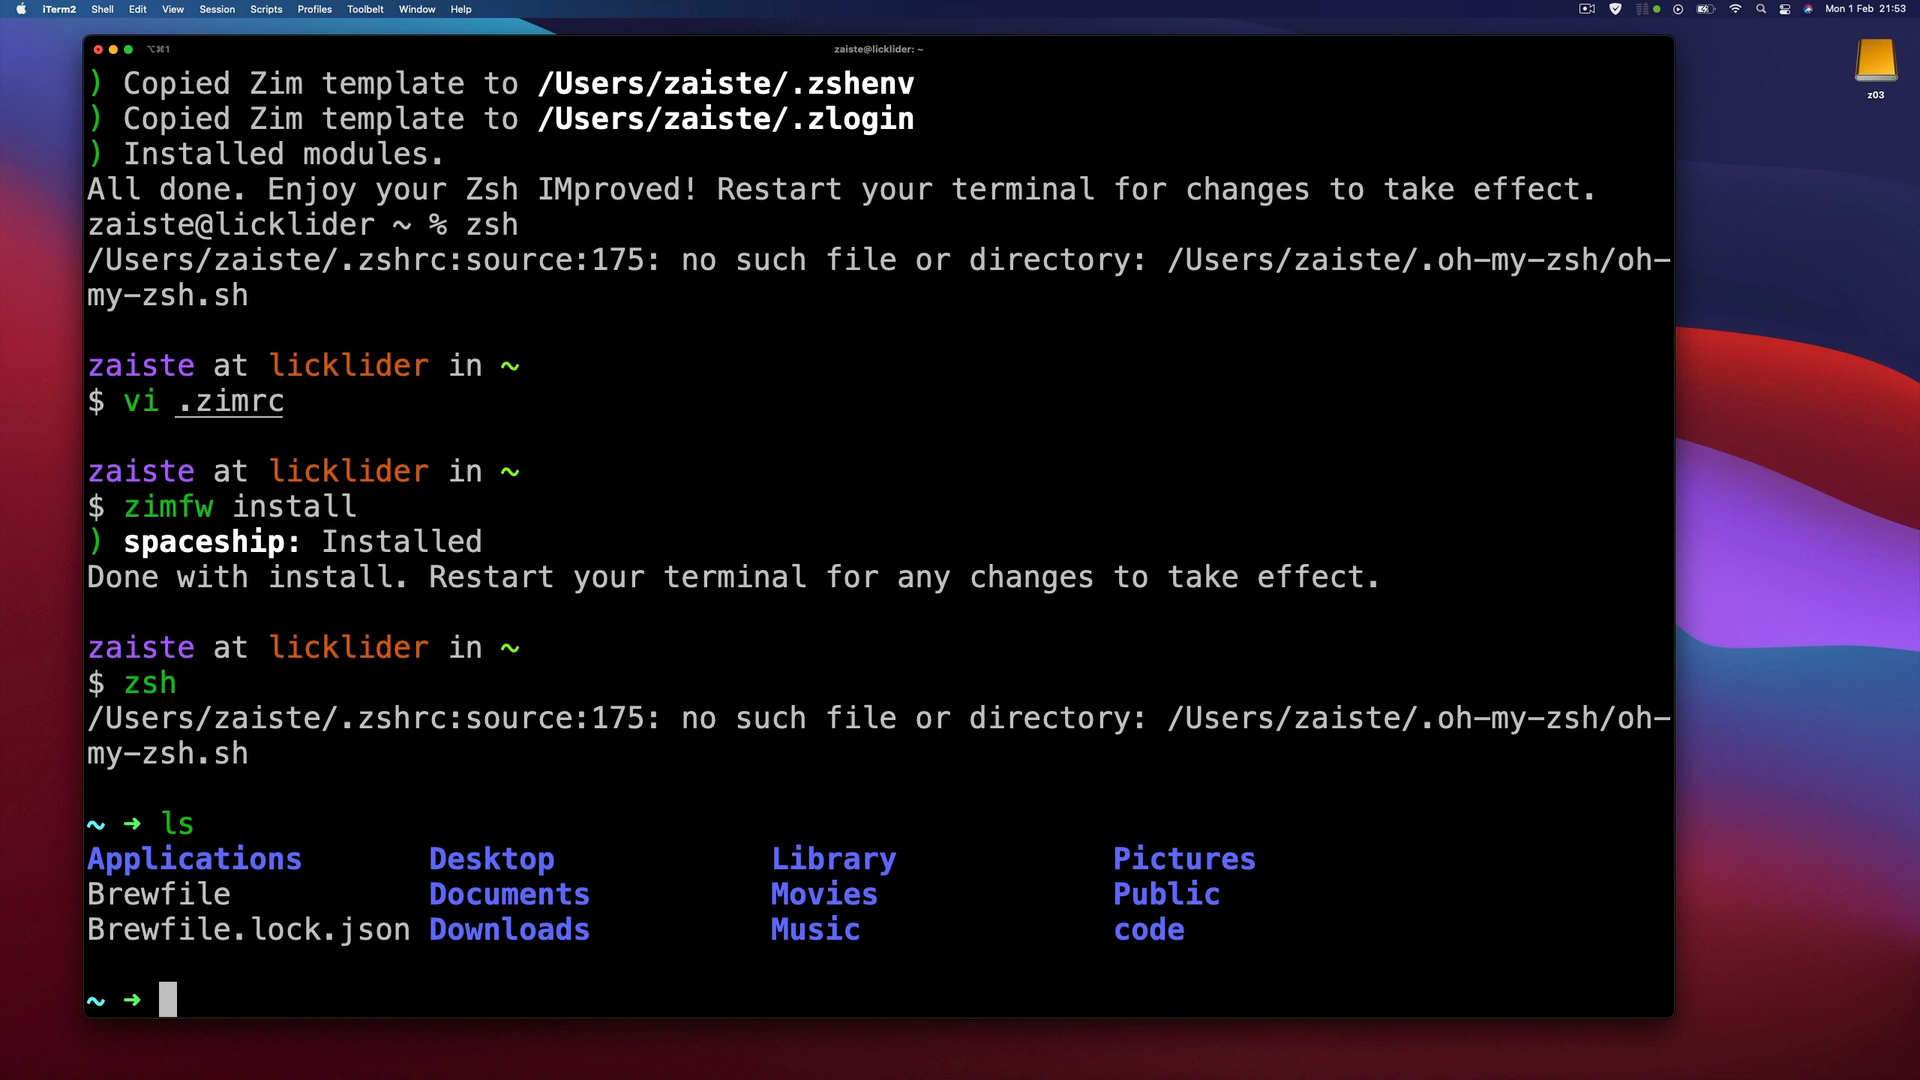 iTerm2 Shell Edit View Session Scripts Profiles Toolbelt Window Help Mon 1 Feb 21:53
⌥⌘1 zaiste@licklider: ~
z03
) Copied Zim template to /Users/zaiste/.zshenv
) Copied Zim template to /Users/zaiste/.zlogin
) Installed modules.
All done. Enjoy your Zsh IMproved! Restart your terminal for changes to take effect.
zaiste@licklider ~ % zsh
/Users/zaiste/.zshrc:source:175: no such file or directory: /Users/zaiste/.oh-my-zsh/oh-
my-zsh.sh
zaiste at licklider in ~
$ vi .zimrc
zaiste at licklider in ~
$ zimfw install
) spaceship: Installed
Done with install. Restart your terminal for any changes to take effect.
zaiste at licklider in ~
$ zsh
/Users/zaiste/.zshrc:source:175: no such file or directory: /Users/zaiste/.oh-my-zsh/oh-
my-zsh.sh
~ ➜ ls
Applications Desktop Library Pictures
Brewfile Documents Movies Public
Brewfile.lock.json Downloads Music code
~ ➜